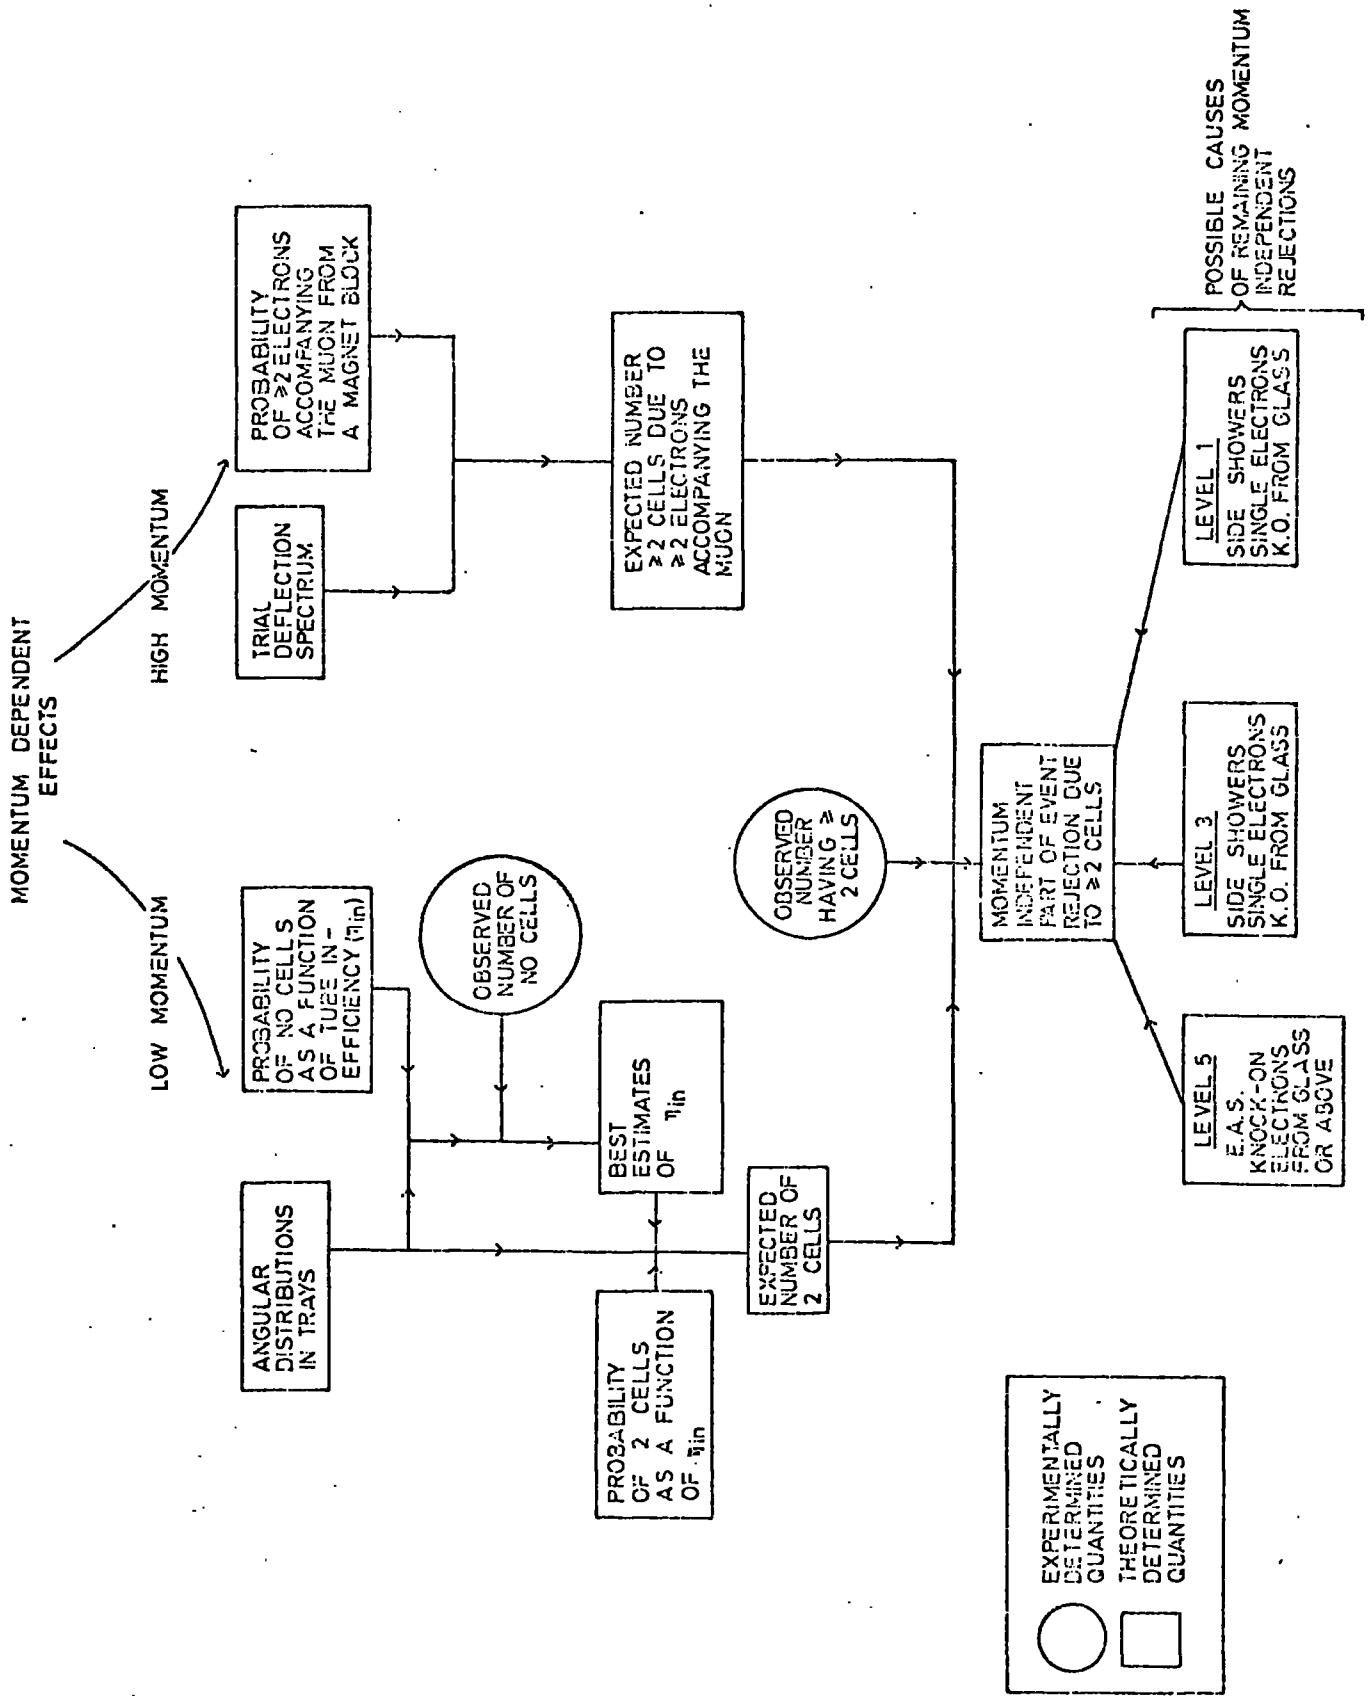 MOMENTUM DEPENDENT
EFFECTS
LOW MOMENTUM
HIGH MOMENTUM
ANGULAR
DISTRIBUTIONS
IN TRAYS
PROBABILITY
OF NO CELLS
AS A FUNCTION
OF TUBE IN-
EFFICIENCY (ηin)
TRIAL
DEFLECTION
SPECTRUM
PROBABILITY
OF ≥2 ELECTRONS
ACCOMPANYING
THE MUON FROM
A MAGNET BLOCK
OBSERVED
NUMBER OF
NO CELLS
PROBABILITY
OF 2 CELLS
AS A FUNCTION
OF ηin
BEST
ESTIMATES
OF ηin
EXPECTED NUMBER
≥2 CELLS DUE TO
≥2 ELECTRONS
ACCOMPANYING THE
MUON
EXPECTED
NUMBER OF
2 CELLS
OBSERVED
NUMBER
HAVING ≥
2 CELLS
MOMENTUM
INDEPENDENT
PART OF EVENT
REJECTION DUE
TO ≥2 CELLS
LEVEL 5
E.A.S.
KNOCK-ON
ELECTRONS
FROM GLASS
OR ABOVE
LEVEL 3
SIDE SHOWERS
SINGLE ELECTRONS
K.O. FROM GLASS
LEVEL 1
SIDE SHOWERS
SINGLE ELECTRONS
K.O. FROM GLASS
POSSIBLE CAUSES
OF REMAINING MOMENTUM
INDEPENDENT
REJECTIONS
EXPERIMENTALLY
DETERMINED
QUANTITIES
THEORETICALLY
DETERMINED
QUANTITIES